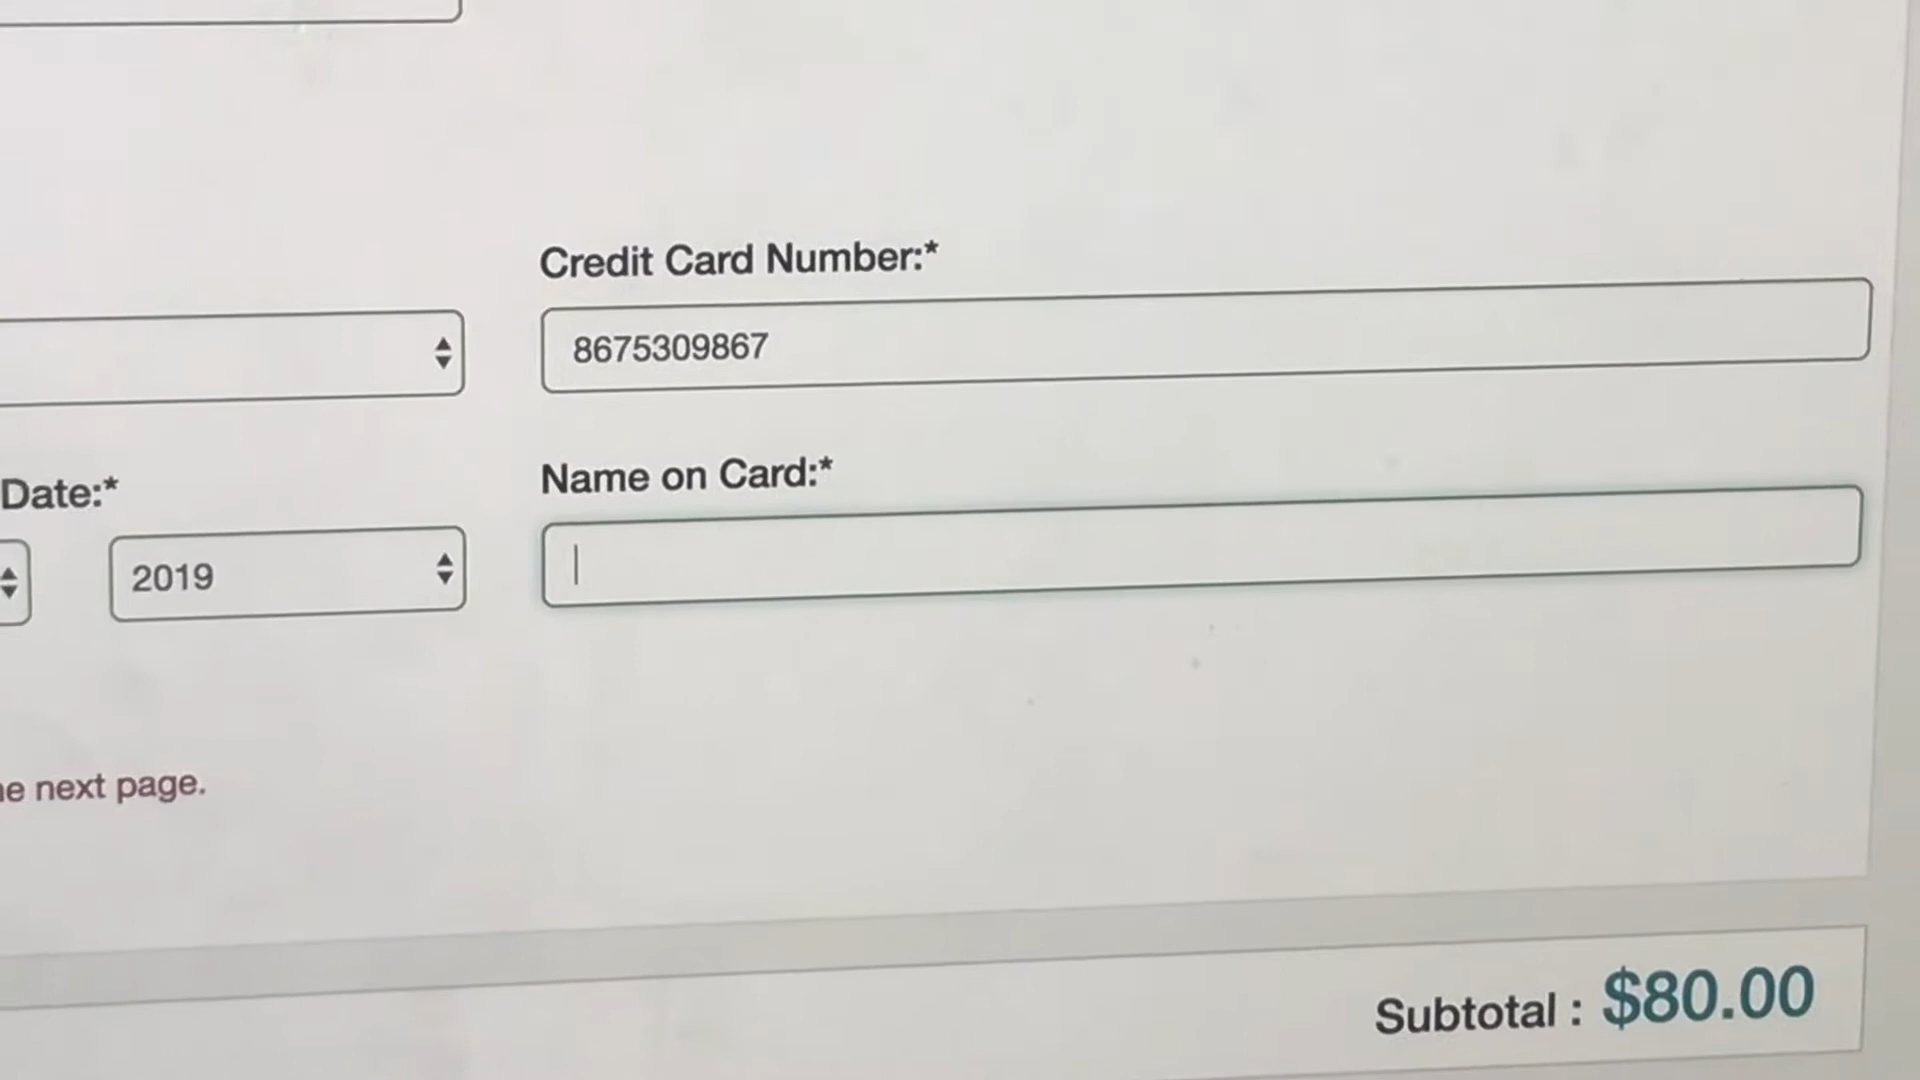 Credit Card Number:*
8675309867
Date:*
Name on Card:*
2019
next page.
Subtotal : $80.00